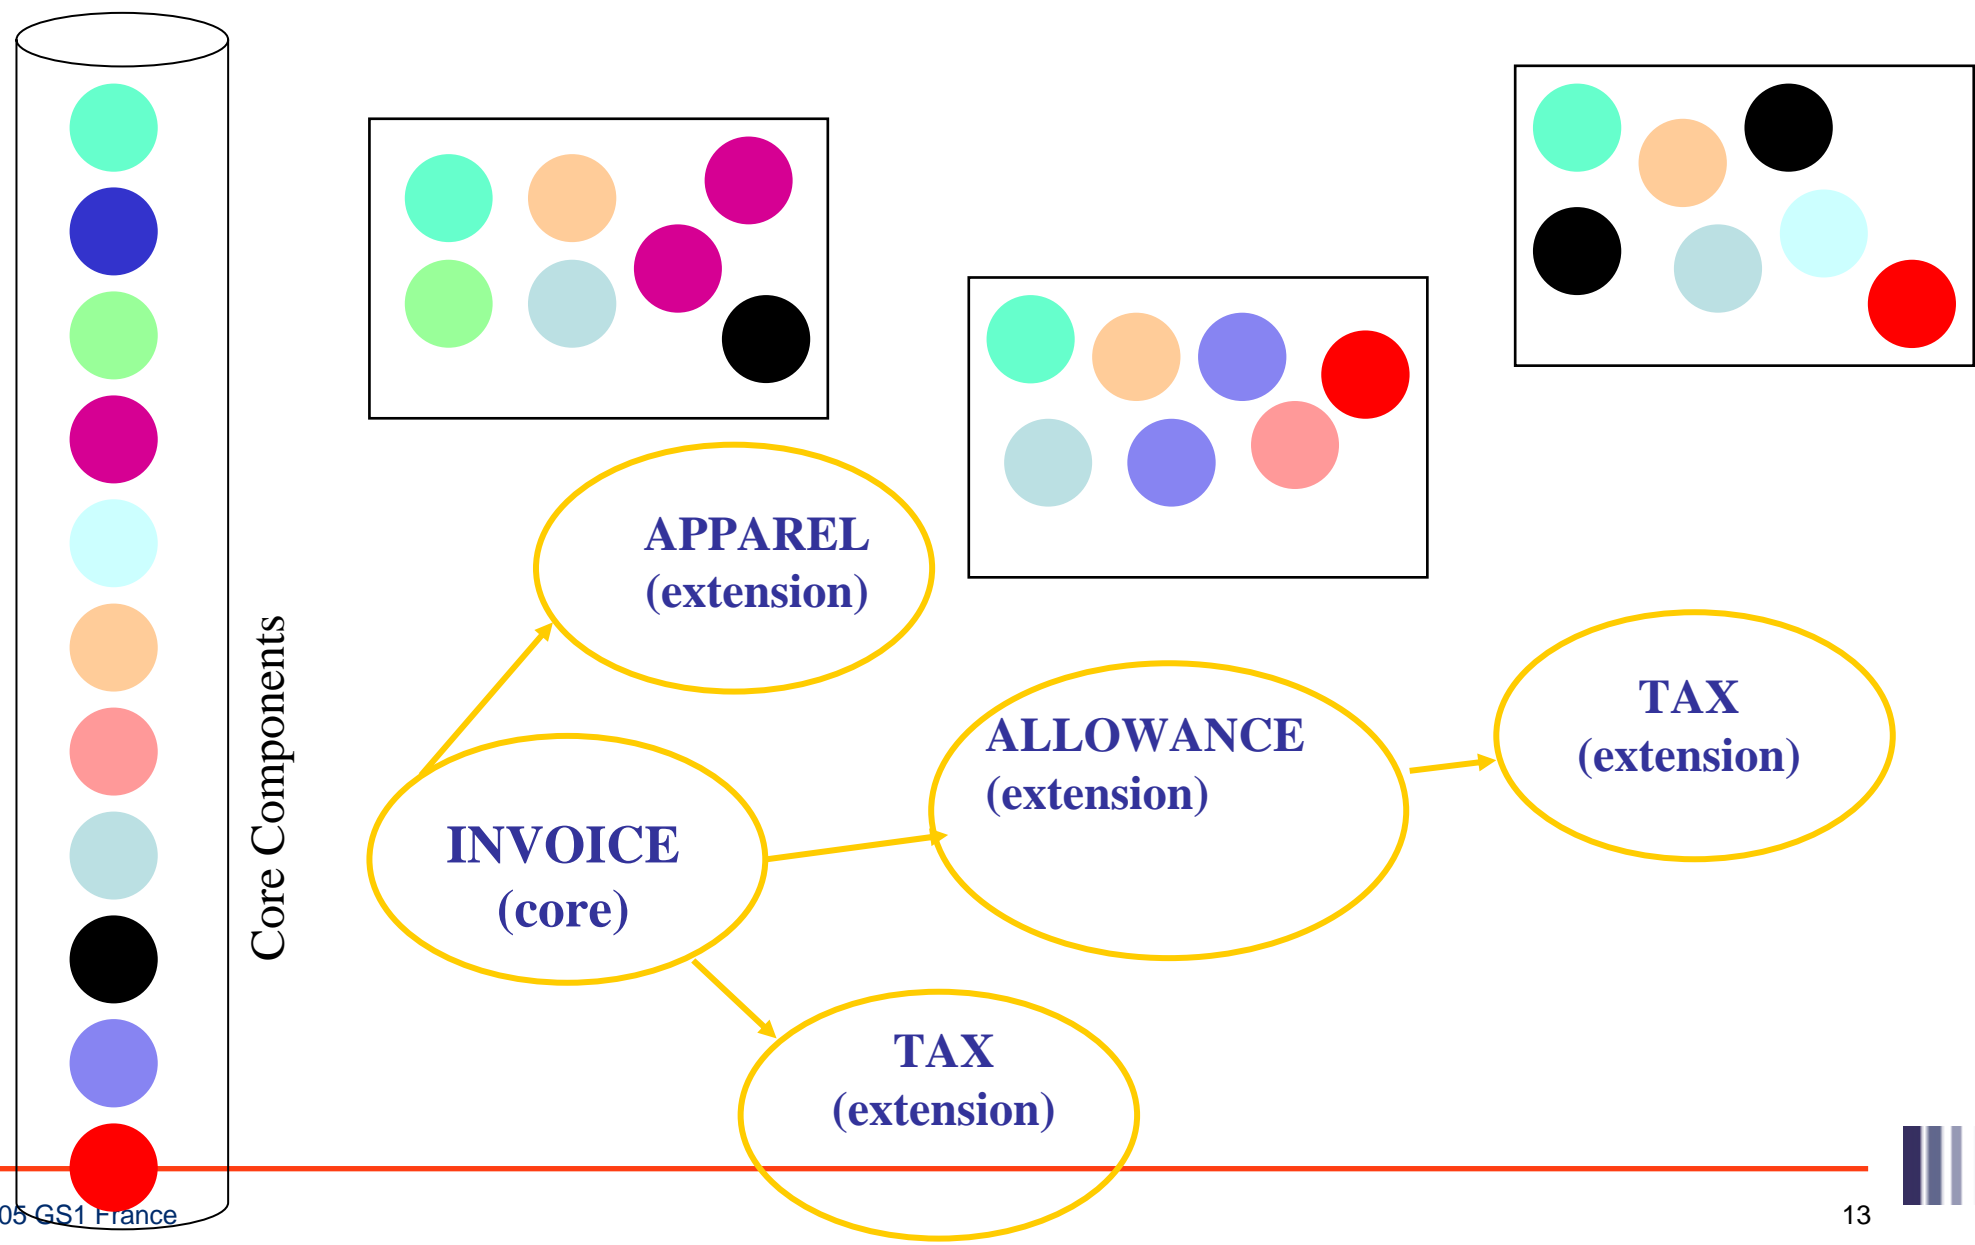 Core Components
APPAREL
(extension)
INVOICE
(core)
ALLOWANCE
(extension)
TAX
(extension)
TAX
(extension)
05 GS1 France
13